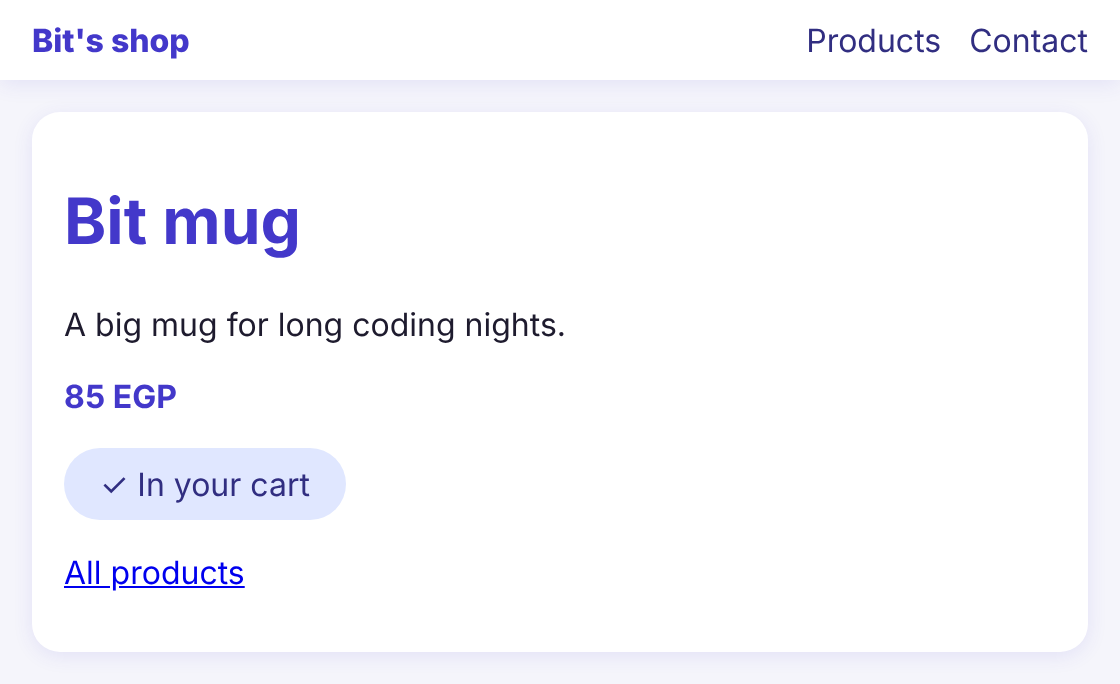 Bit's shop
Products Contact
Bit mug
A big mug for long coding nights.
85 EGP
✓ In your cart
All products